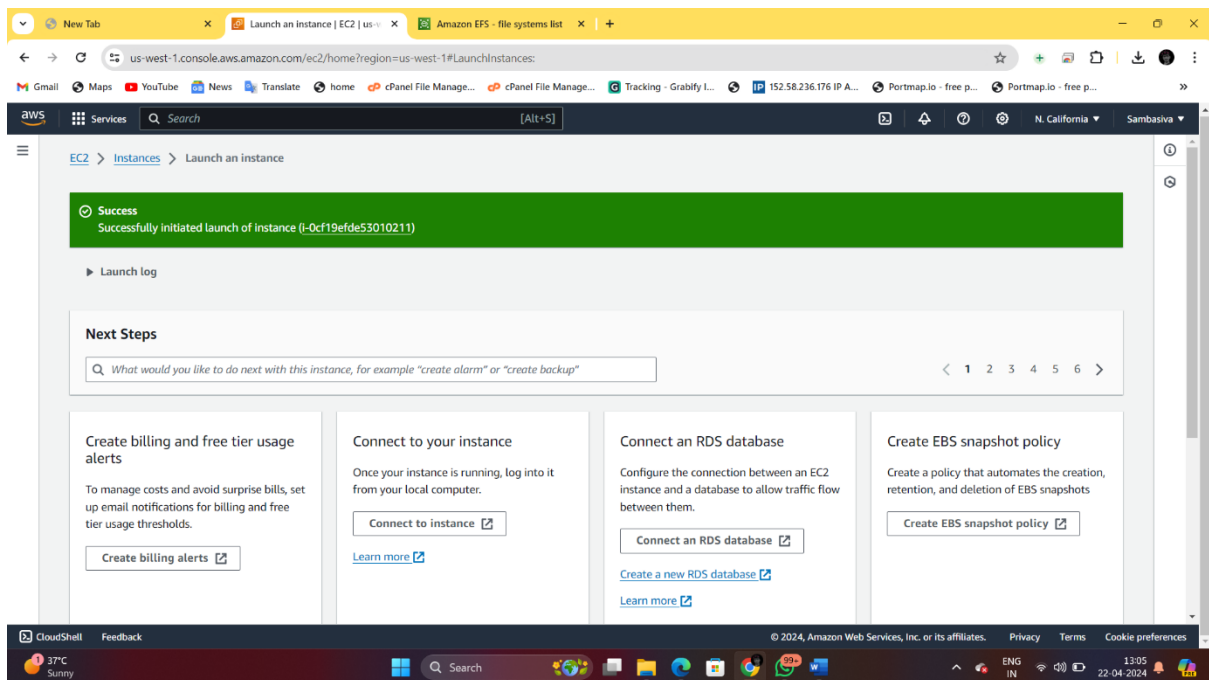 New Tab
Launch an instance | EC2 | us-w
Amazon EFS - file systems list
us-west-1.console.aws.amazon.com/ec2/home?region=us-west-1#LaunchInstances:
Gmail
Maps
YouTube
News
Translate
home
cPanel File Manage...
cPanel File Manage...
Tracking - Grabify I...
IP
152.58.236.176 IP A...
Portmap.io - free p...
Portmap.io - free p...
»
aws
Services
Search
[Alt+S]
N. California
Sambasiva
EC2 > Instances > Launch an instance
Success
Successfully initiated launch of instance (i-0cf19efde53010211)
Launch log
Next Steps
What would you like to do next with this instance, for example "create alarm" or "create backup"
< 1 2 3 4 5 6 >
Create billing and free tier usage
alerts
To manage costs and avoid surprise bills, set
up email notifications for billing and free
tier usage thresholds.
Create billing alerts
Connect to your instance
Once your instance is running, log into it
from your local computer.
Connect to instance
Learn more
Connect an RDS database
Configure the connection between an EC2
instance and a database to allow traffic flow
between them.
Connect an RDS database
Create a new RDS database
Learn more
Create EBS snapshot policy
Create a policy that automates the creation,
retention, and deletion of EBS snapshots
Create EBS snapshot policy
CloudShell
Feedback
© 2024, Amazon Web Services, Inc. or its affiliates.
Privacy
Terms
Cookie preferences
1
37°C
Sunny
Search
99+
ENG
IN
13:05
22-04-2024